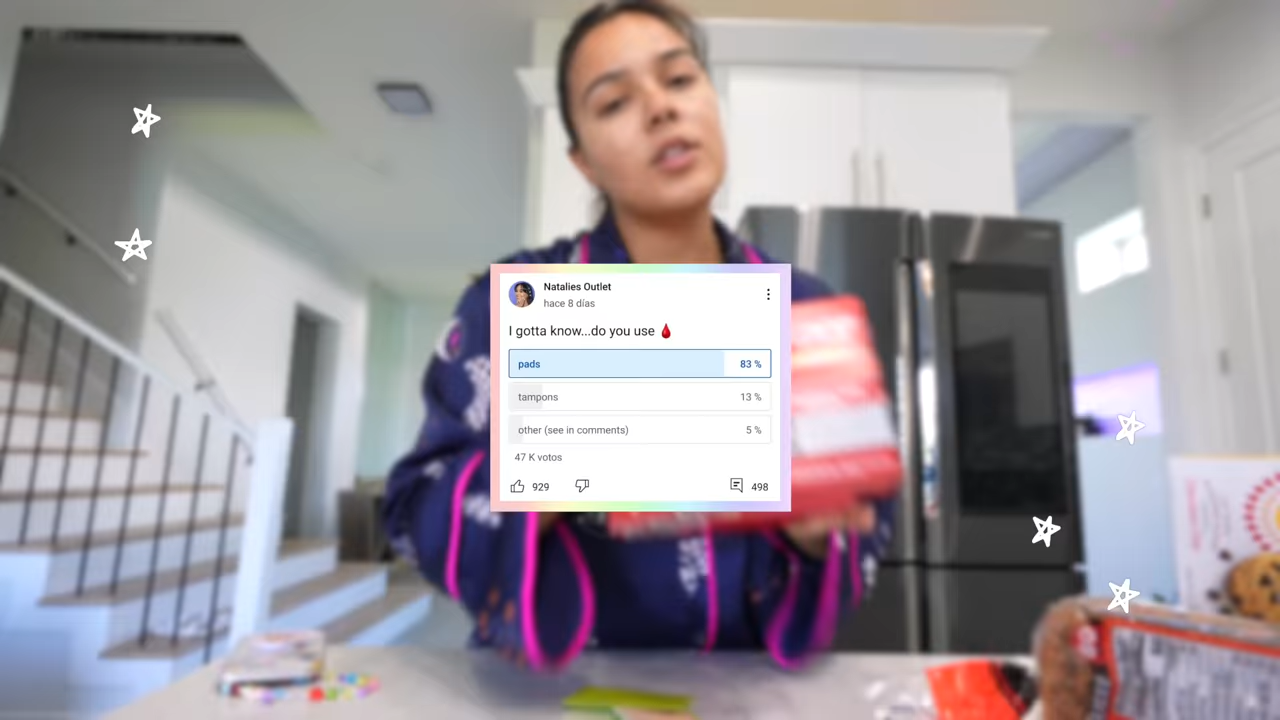 Natalies Outlet
hace 8 días
I gotta know...do you use 🩸
pads 83 %
tampons 13 %
other (see in comments) 5 %
47 K votos
929 498